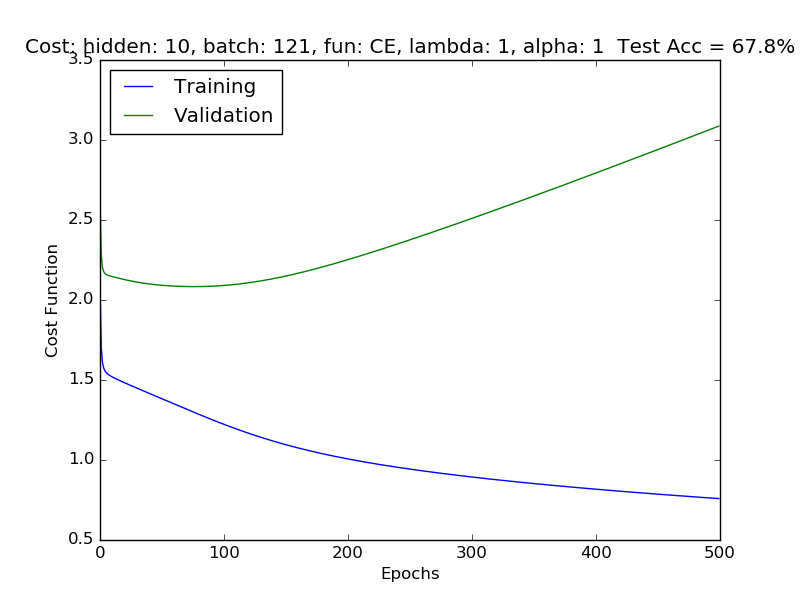 Cost: hidden: 10, batch: 121, fun: CE, lambda: 1, alpha: 1  Test Acc = 67.8%
3.5
Training
Validation
3.0
2.5
2.0
1.5
1.0
0.5
Cost Function
0 100 200 300 400 500
Epochs